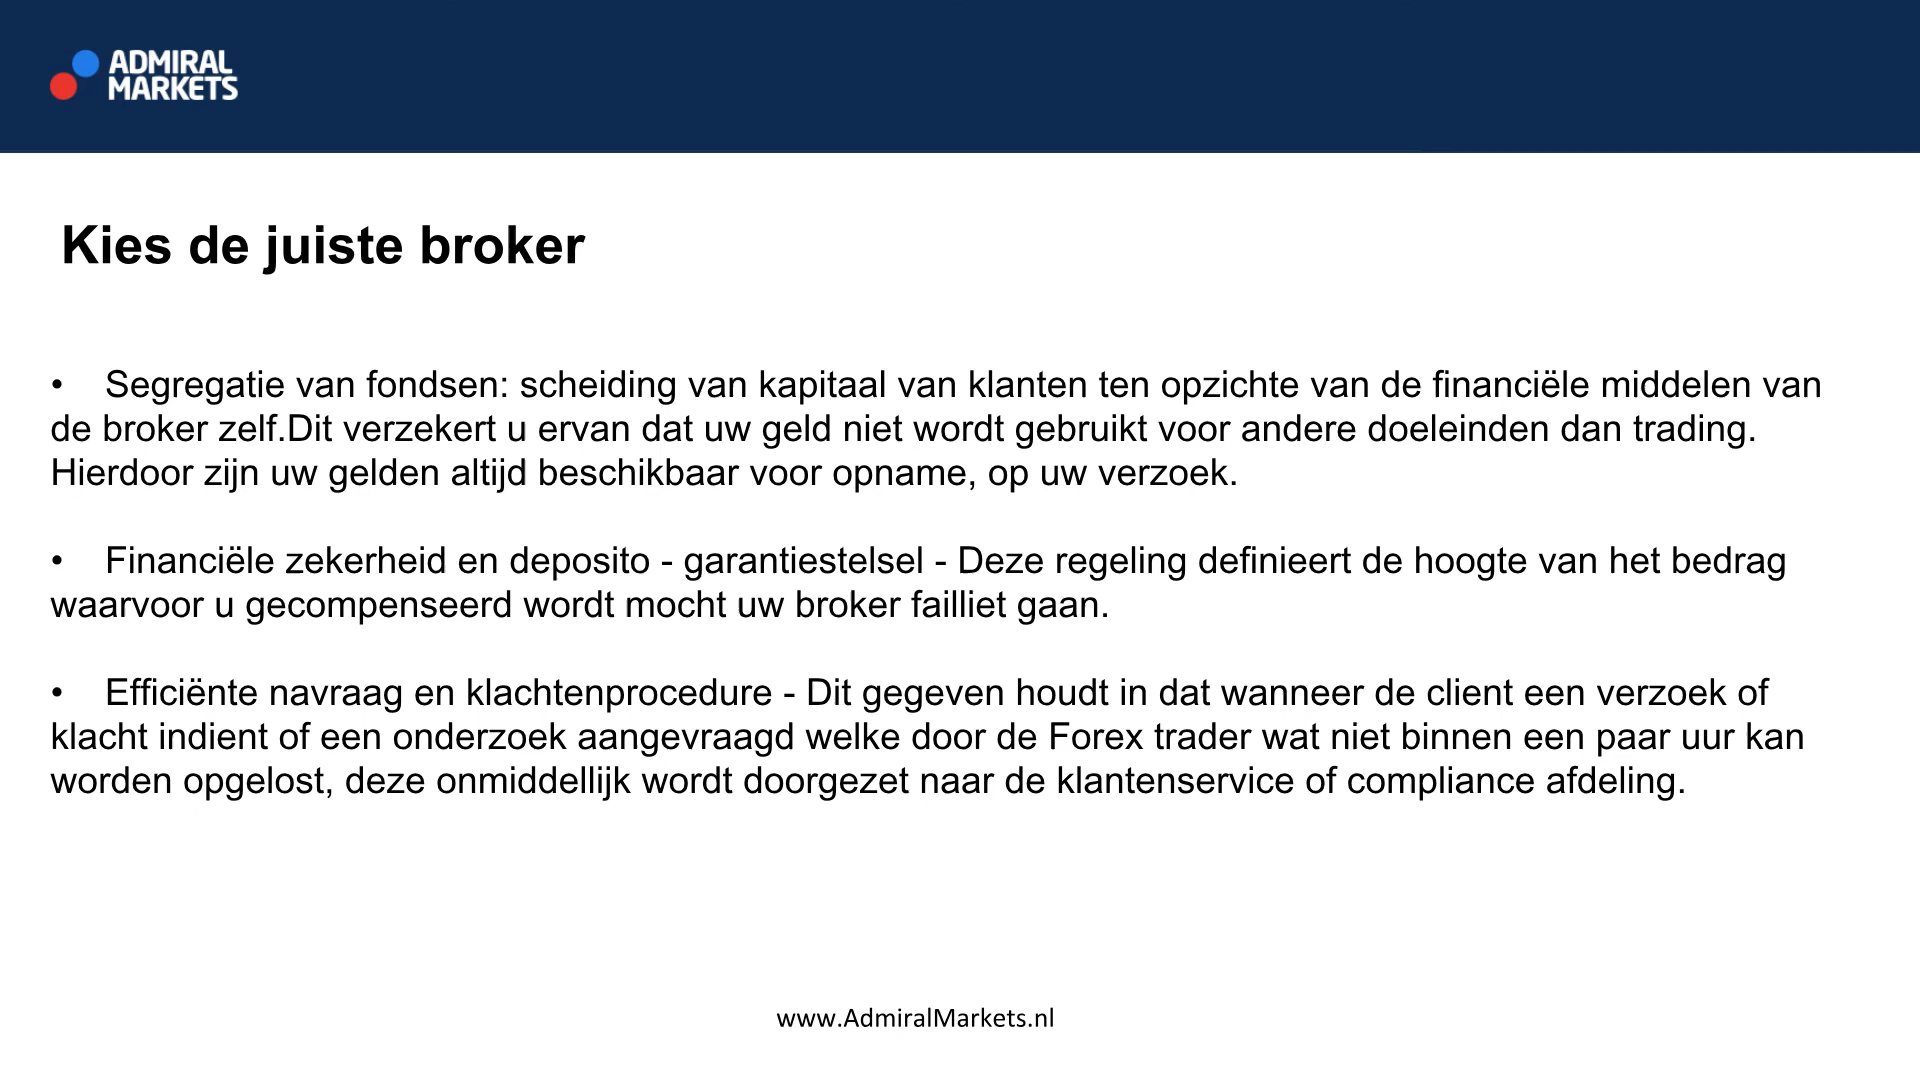 ADMIRAL
MARKETS
Kies de juiste broker
• Segregatie van fondsen: scheiding van kapitaal van klanten ten opzichte van de financiële middelen van
de broker zelf.Dit verzekert u ervan dat uw geld niet wordt gebruikt voor andere doeleinden dan trading.
Hierdoor zijn uw gelden altijd beschikbaar voor opname, op uw verzoek.
• Financiële zekerheid en deposito - garantiestelsel - Deze regeling definieert de hoogte van het bedrag
waarvoor u gecompenseerd wordt mocht uw broker failliet gaan.
• Efficiënte navraag en klachtenprocedure - Dit gegeven houdt in dat wanneer de client een verzoek of
klacht indient of een onderzoek aangevraagd welke door de Forex trader wat niet binnen een paar uur kan
worden opgelost, deze onmiddellijk wordt doorgezet naar de klantenservice of compliance afdeling.
www.AdmiralMarkets.nl